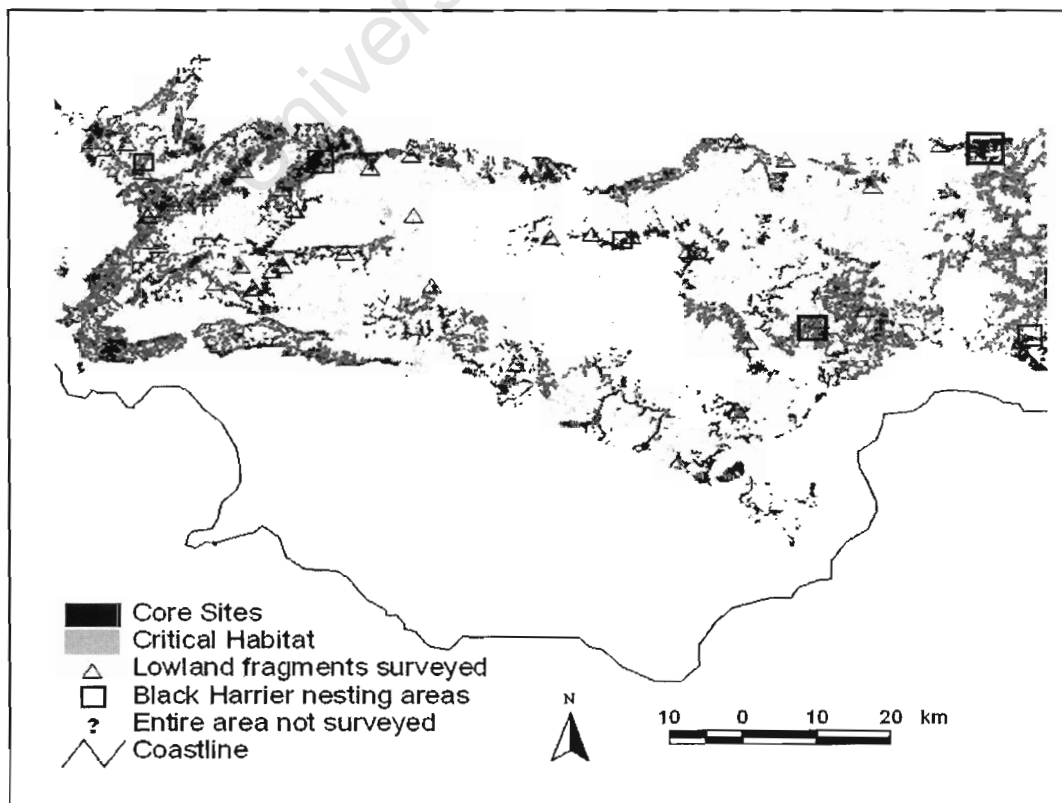 Univers
Core Sites
Critical Habitat
Lowland fragments surveyed
Black Harrier nesting areas
? Entire area not surveyed
Coastline
N
10 0 10 20 km